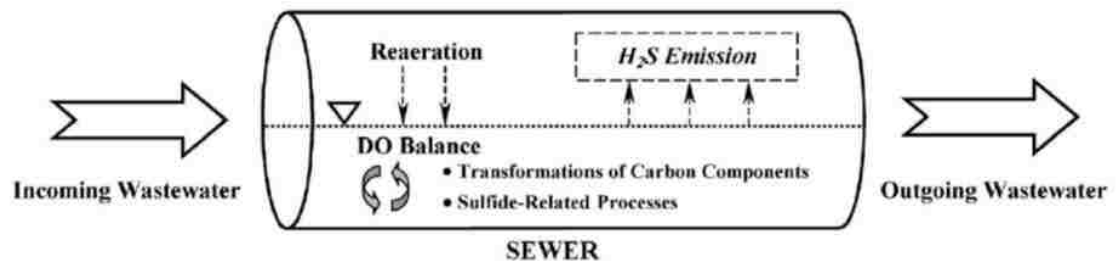 Reaeration
H₂S Emission
DO Balance
• Transformations of Carbon Components
• Sulfide-Related Processes
Incoming Wastewater
Outgoing Wastewater
SEWER